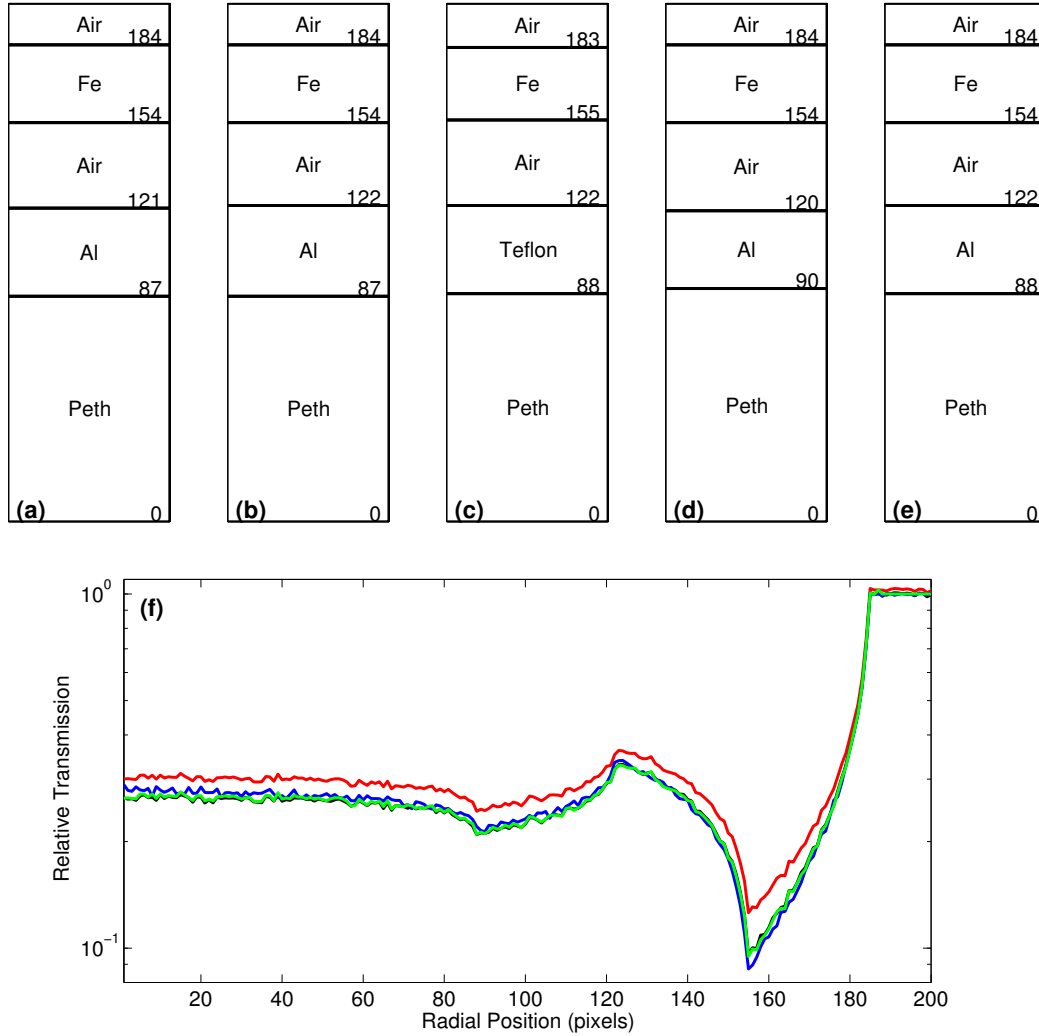 Air
184
Fe
154
Air
121
Al
87
Peth
(a)
0
Air
184
Fe
154
Air
122
Al
87
Peth
(b)
0
Air
183
Fe
155
Air
122
Teflon
88
Peth
(c)
0
Air
184
Fe
154
Air
120
Al
90
Peth
(d)
0
Air
184
Fe
154
Air
122
Al
88
Peth
(e)
0
(f)
10^0
10^−1
Relative Transmission
20 40 60 80 100 120 140 160 180 200
Radial Position (pixels)